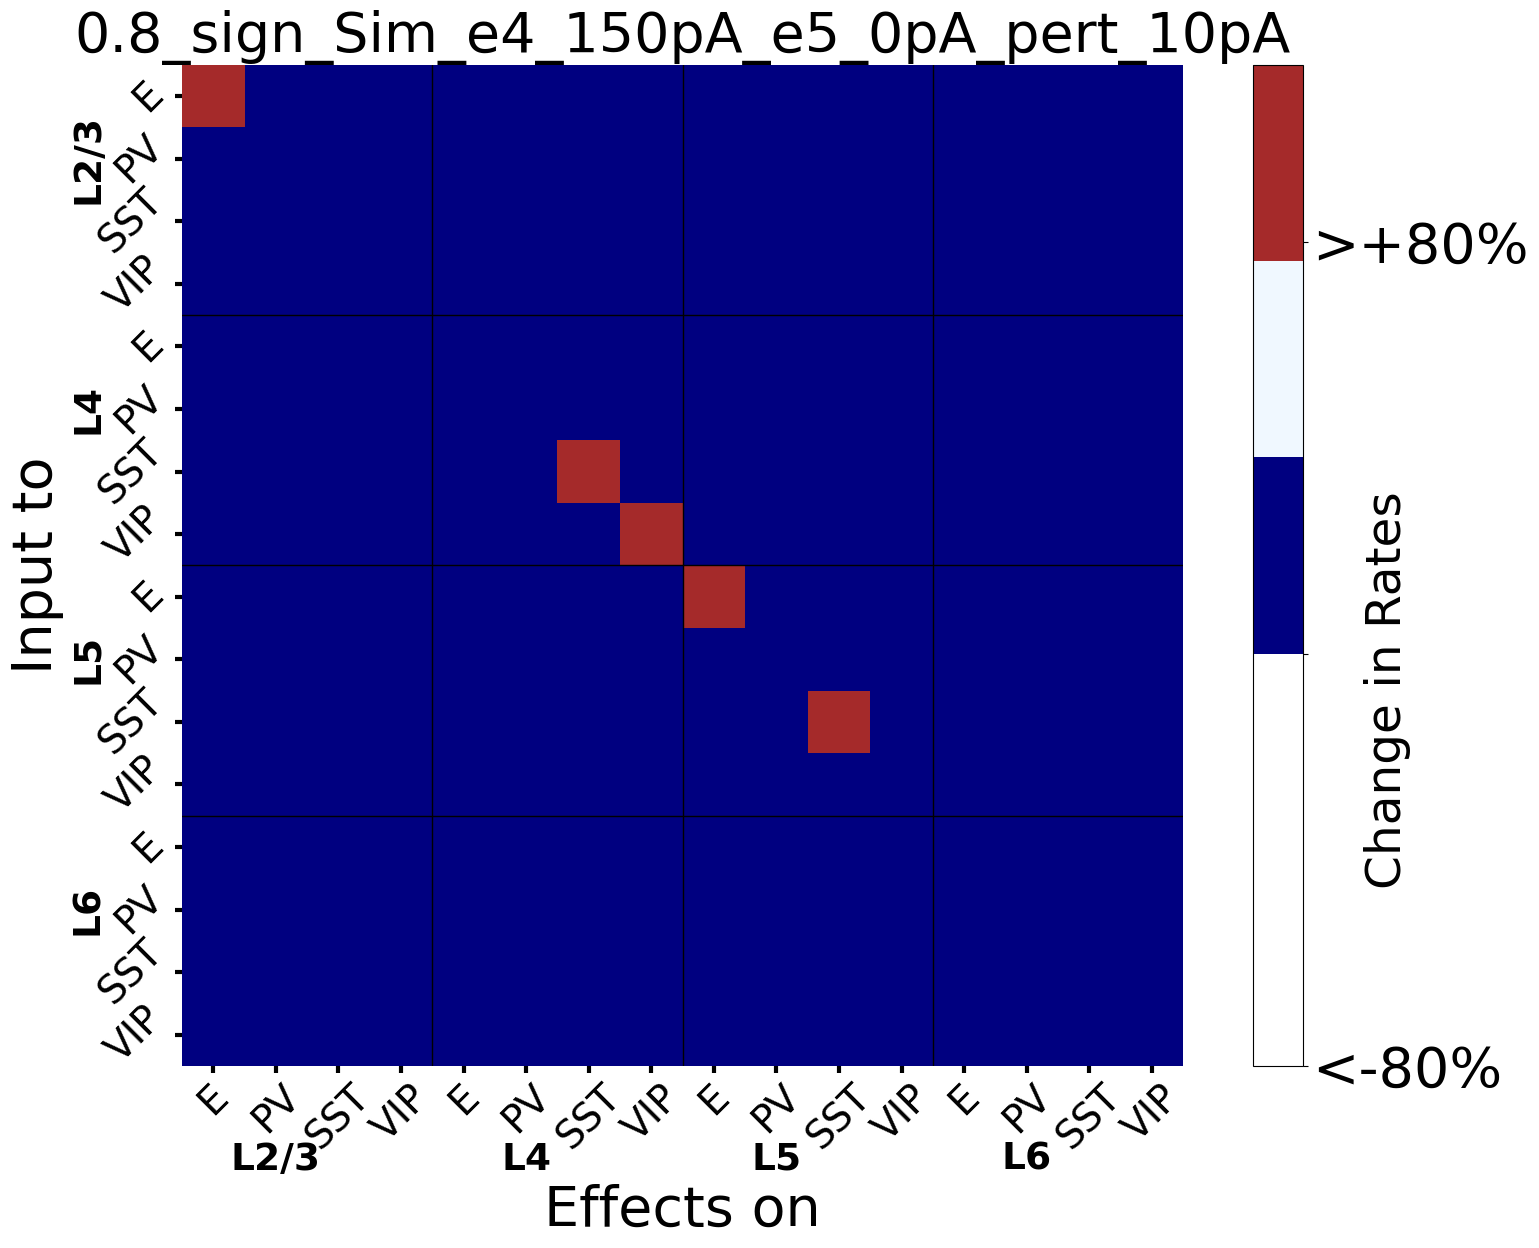 0.8_sign_Sim_e4_150pA_e5_0pA_pert_10pA
Input to
L2/3
E
PV
SST
VIP
L4
E
PV
SST
VIP
L5
E
PV
SST
VIP
L6
E
PV
SST
VIP
E
PV
SST
VIP
E
PV
SST
VIP
E
PV
SST
VIP
E
PV
SST
VIP
L2/3
L4
L5
L6
Effects on
>+80%
<-80%
Change in Rates